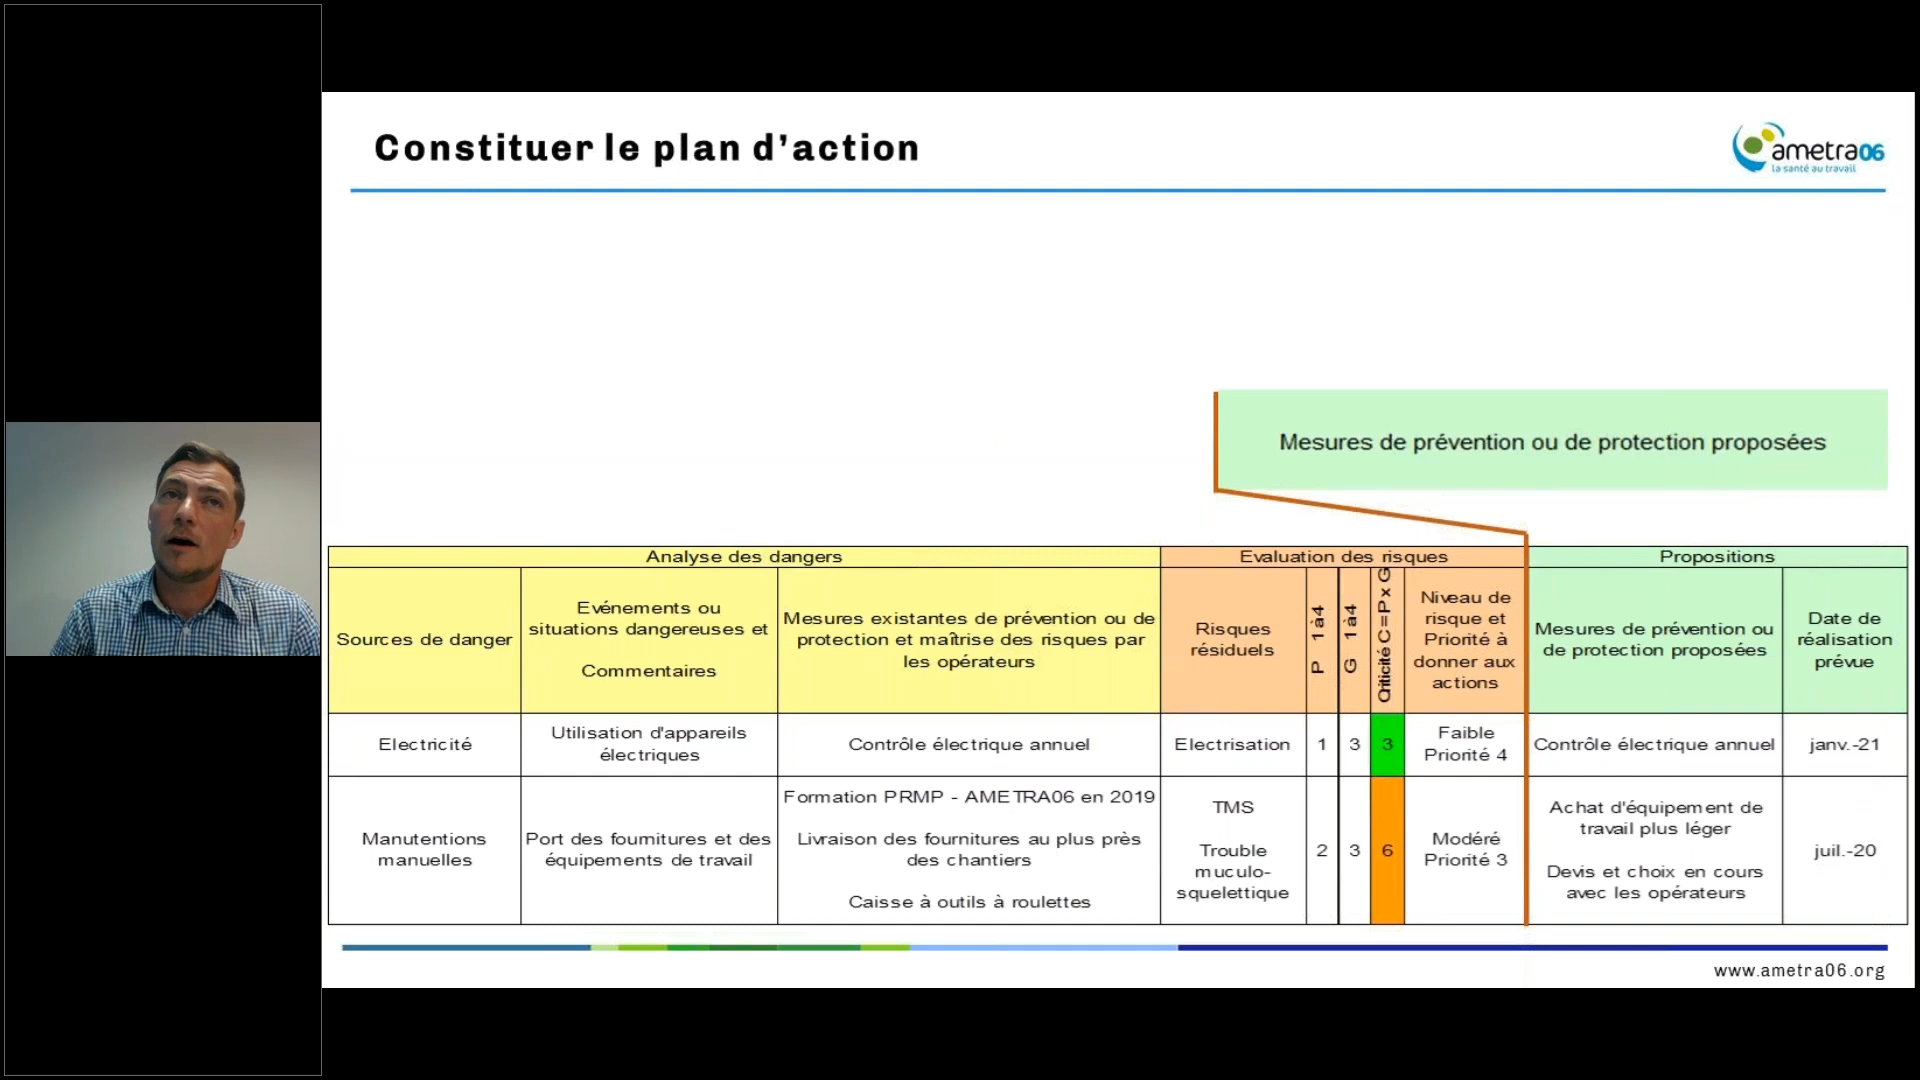 Constituer le plan d’action
ametra06
la santé au travail
Mesures de prévention ou de protection proposées
Analyse des dangers
Evaluation des risques
Propositions
Sources de danger
Evénements ou
situations dangereuses et
Commentaires
Mesures existantes de prévention ou de
protection et maîtrise des risques par
les opérateurs
Risques
résiduels
P 1à4
G 1à4
Criticité C=P x G
Niveau de
risque et
Priorité à
donner aux
actions
Mesures de prévention ou
de protection proposées
Date de
réalisation
prévue
Electricité
Utilisation d'appareils
électriques
Contrôle électrique annuel
Electrisation
1
3
3
Faible
Priorité 4
Contrôle électrique annuel
janv.-21
Manutentions
manuelles
Port des fournitures et des
équipements de travail
Formation PRMP - AMETRA06 en 2019
Livraison des fournitures au plus près
des chantiers
Caisse à outils à roulettes
TMS
Trouble
muculo-
squelettique
2
3
6
Modéré
Priorité 3
Achat d'équipement de
travail plus léger
Devis et choix en cours
avec les opérateurs
juil.-20
www.ametra06.org